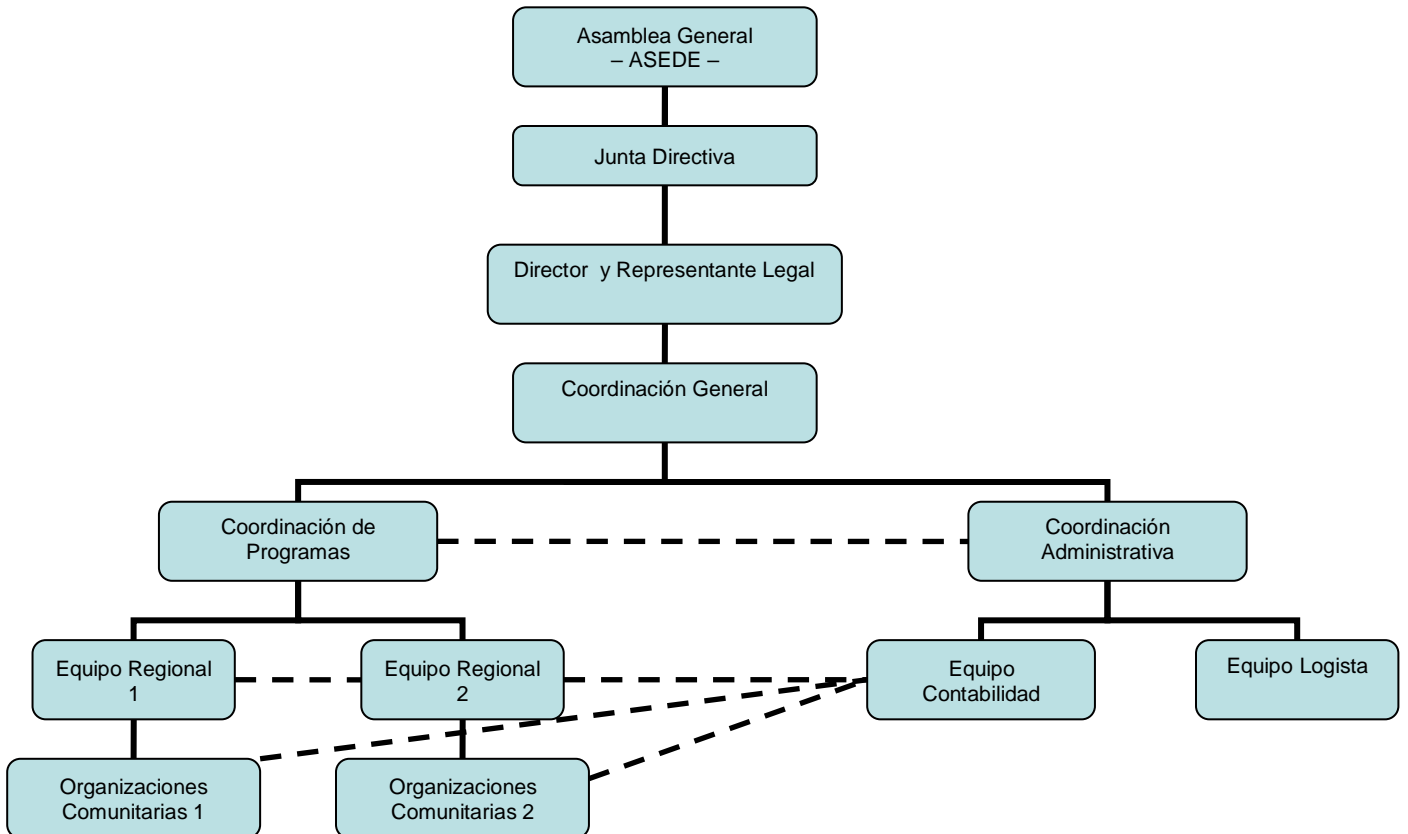 Asamblea General
– ASEDE –
Junta Directiva
Director y Representante Legal
Coordinación General
Coordinación de
Programas
Coordinación
Administrativa
Equipo Regional
1
Equipo Regional
2
Equipo
Contabilidad
Equipo Logista
Organizaciones
Comunitarias 1
Organizaciones
Comunitarias 2